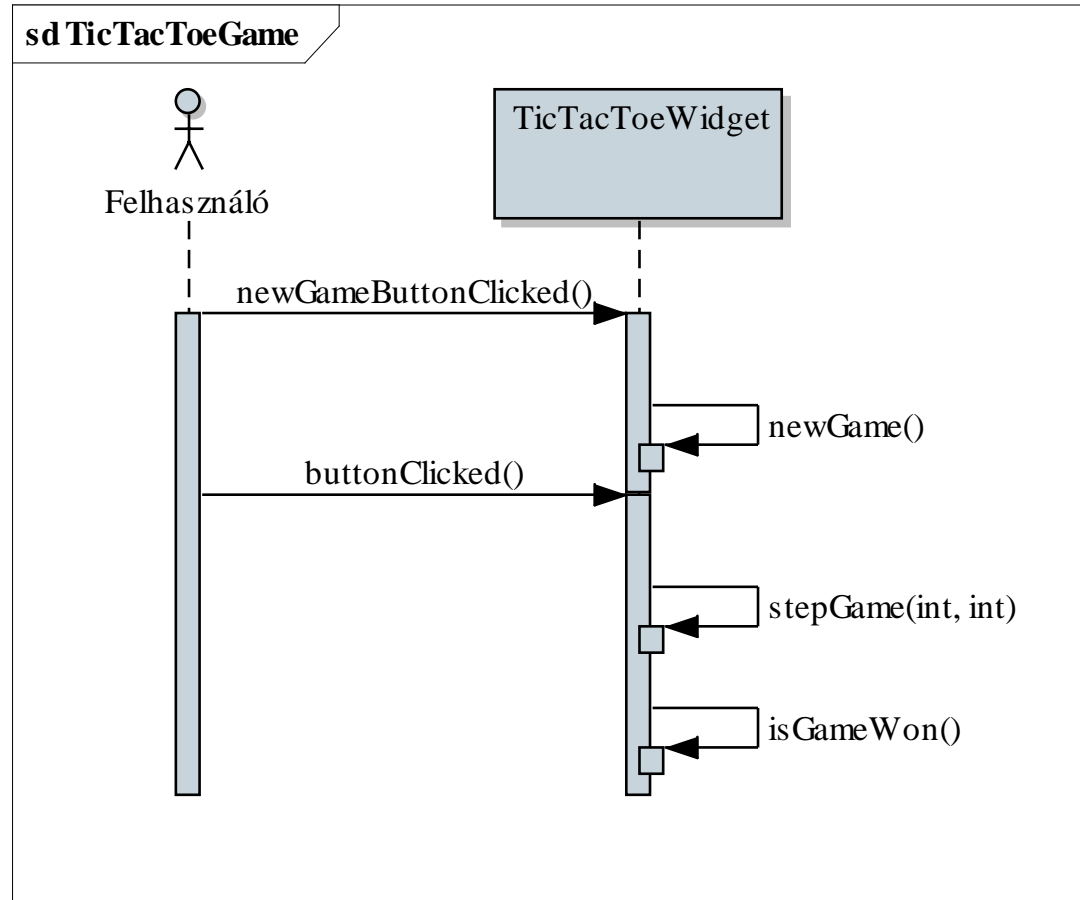 sd TicTacToeGame
TicTacToeWidget
Felhasználó
newGameButtonClicked()
newGame()
buttonClicked()
stepGame(int, int)
isGameWon()